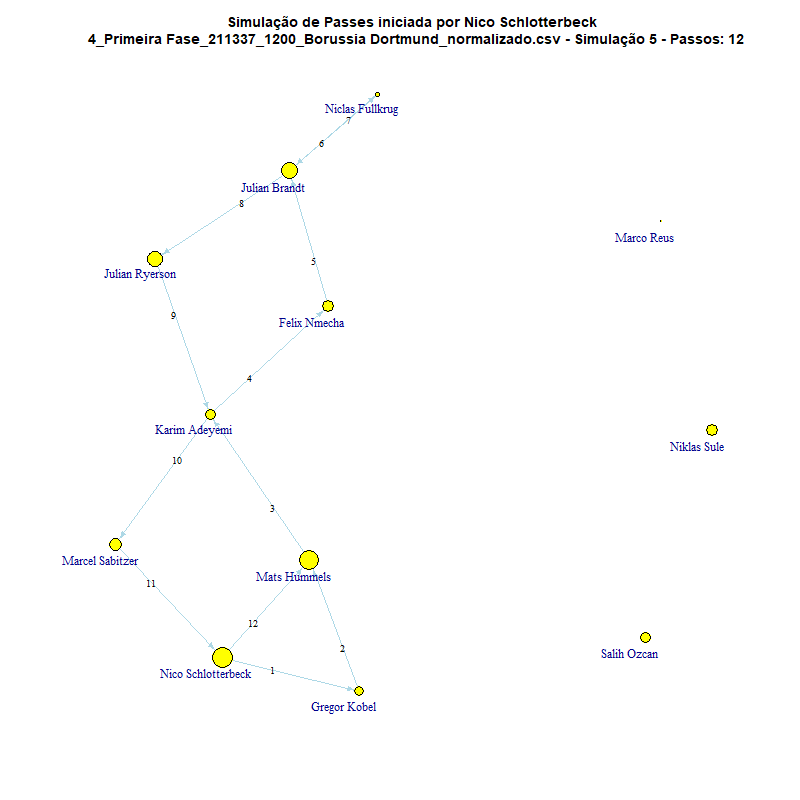 Simulação de Passes iniciada por Nico Schlotterbeck
4_Primeira Fase_211337_1200_Borussia Dortmund_normalizado.csv - Simulação 5 - Passos: 12
Niclas Fullkrug
7
6
Julian Brandt
8
Marco Reus
5
Julian Ryerson
9
Felix Nmecha
4
Karim Adeyemi
Niklas Sule
10
3
Marcel Sabitzer
Mats Hummels
11
12
2
Salih Ozcan
1
Nico Schlotterbeck
Gregor Kobel